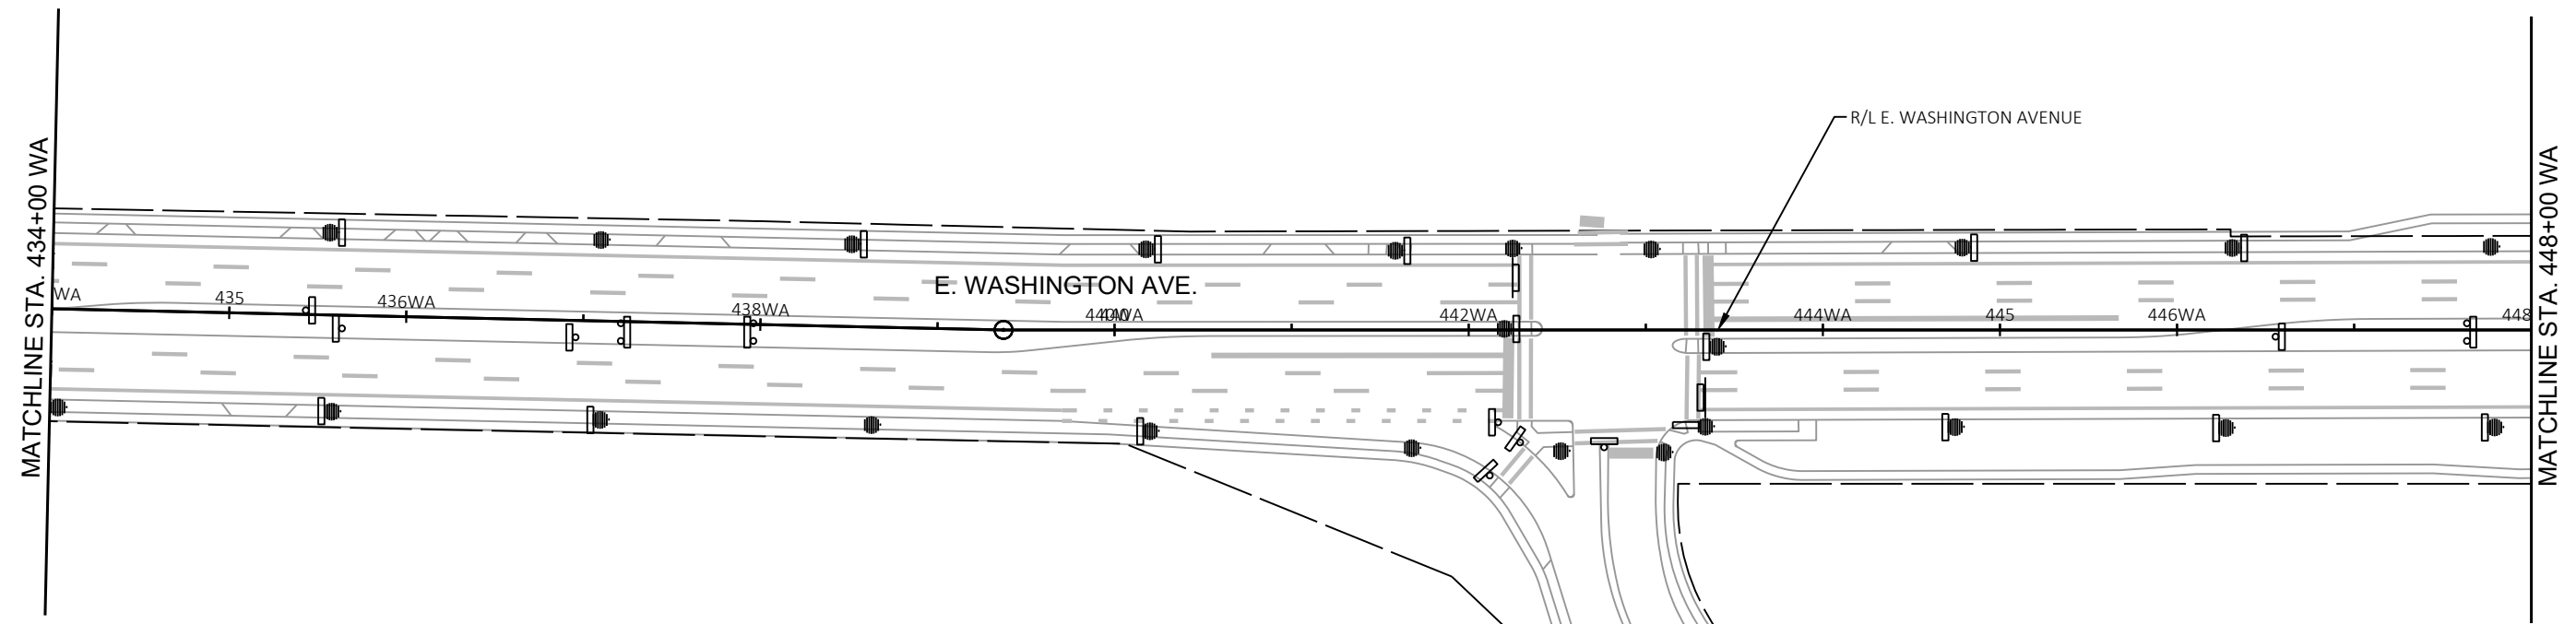 MATCHLINE STA. 434+00 WA
R/L E. WASHINGTON AVENUE
E. WASHINGTON AVE.
WA
435
436WA
438WA
440WA
442WA
444WA
445
446WA
448
MATCHLINE STA. 448+00 WA